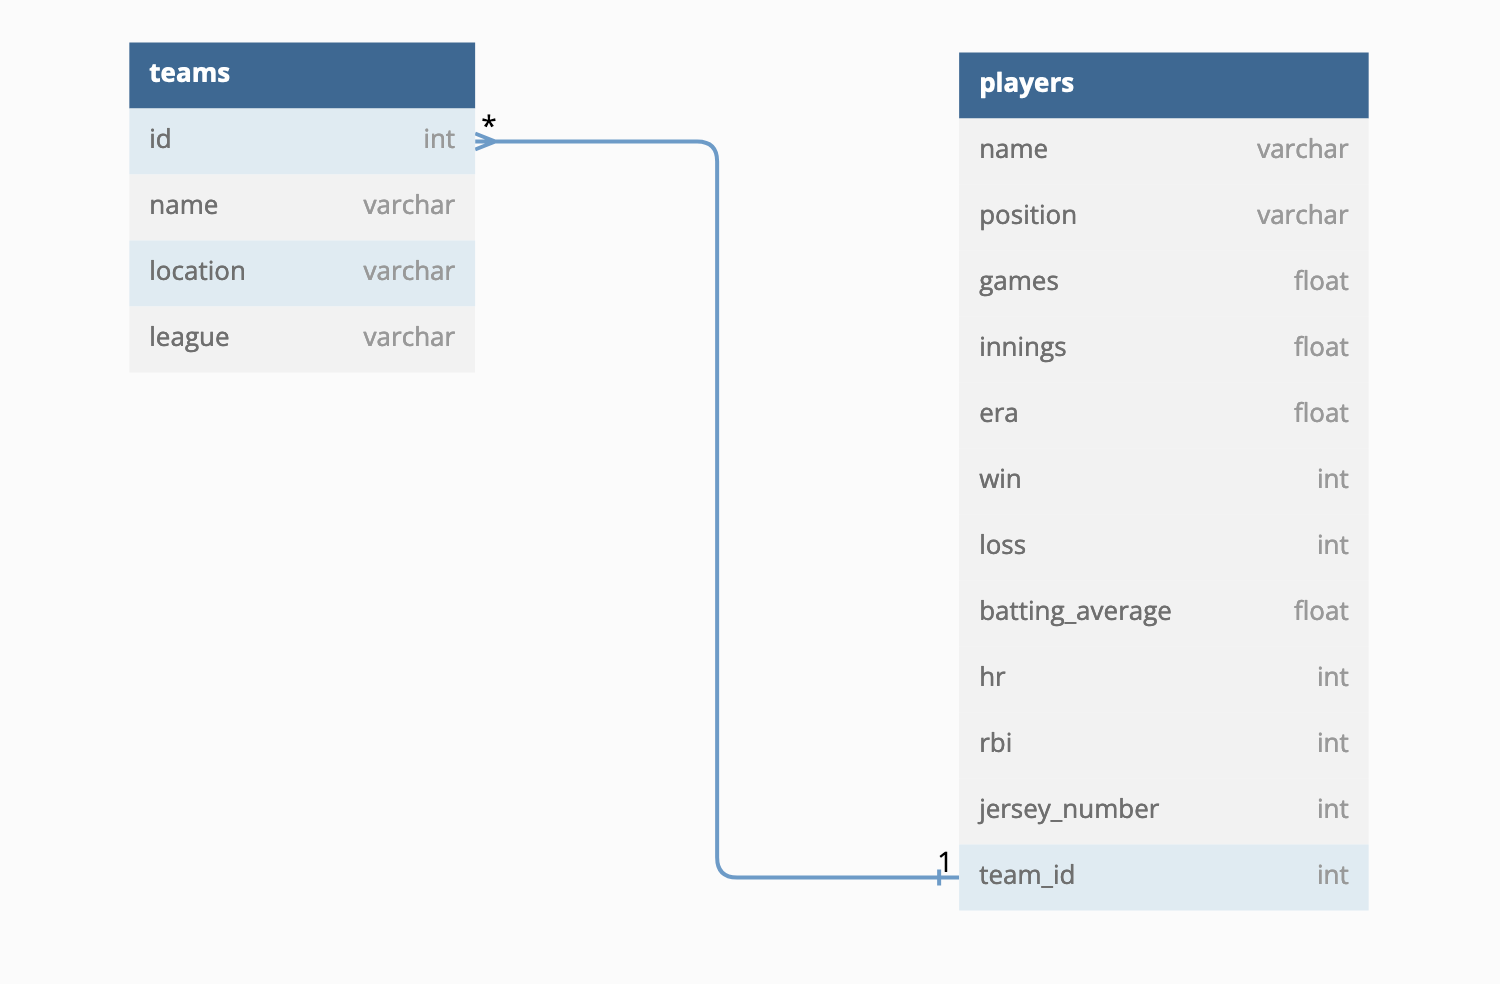 teams
id int
name varchar
location varchar
league varchar
*
1
players
name varchar
position varchar
games float
innings float
era float
win int
loss int
batting_average float
hr int
rbi int
jersey_number int
team_id int